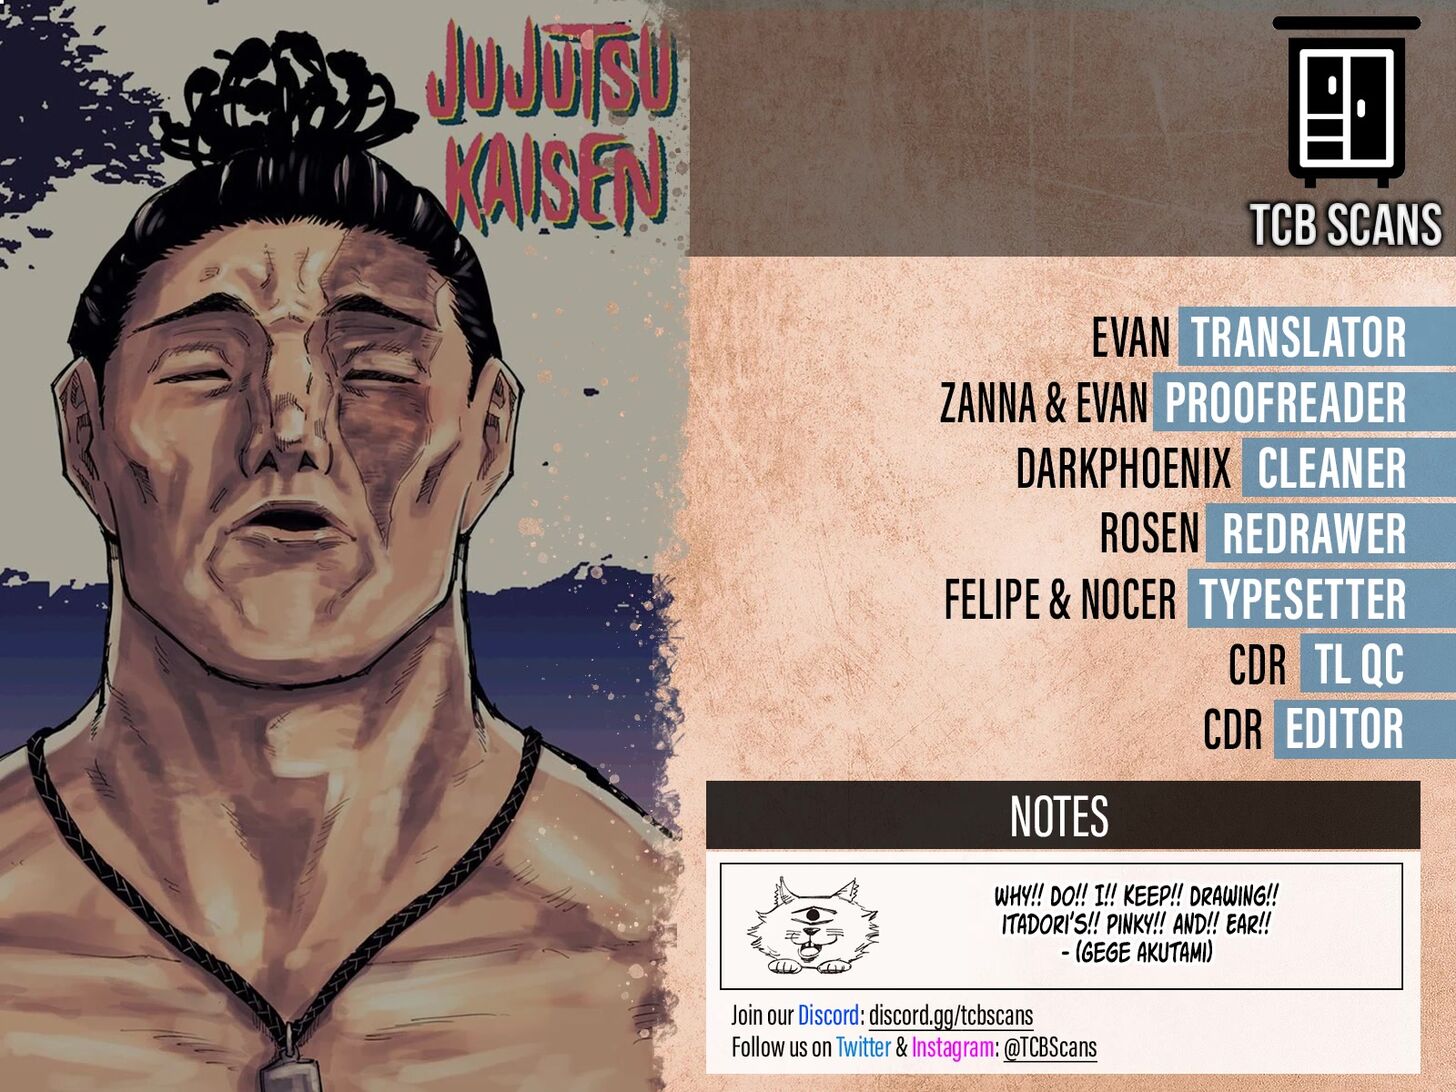 JUJUTSU
KAISEN
TCB SCANS
EVAN TRANSLATOR
ZANNA & EVAN PROOFREADER
DARKPHOENIX CLEANER
ROSEN REDRAWER
FELIPE & NOCER TYPESETTER
CDR TL QC
CDR EDITOR
NOTES
WHY!! DO!! I!! KEEP!! DRAWING!!
ITADORI'S!! PINKY!! AND!! EAR!!
- (GEGE AKUTAMI)
Join our Discord: discord.gg/tcbscans
Follow us on Twitter & Instagram: @TCBScans